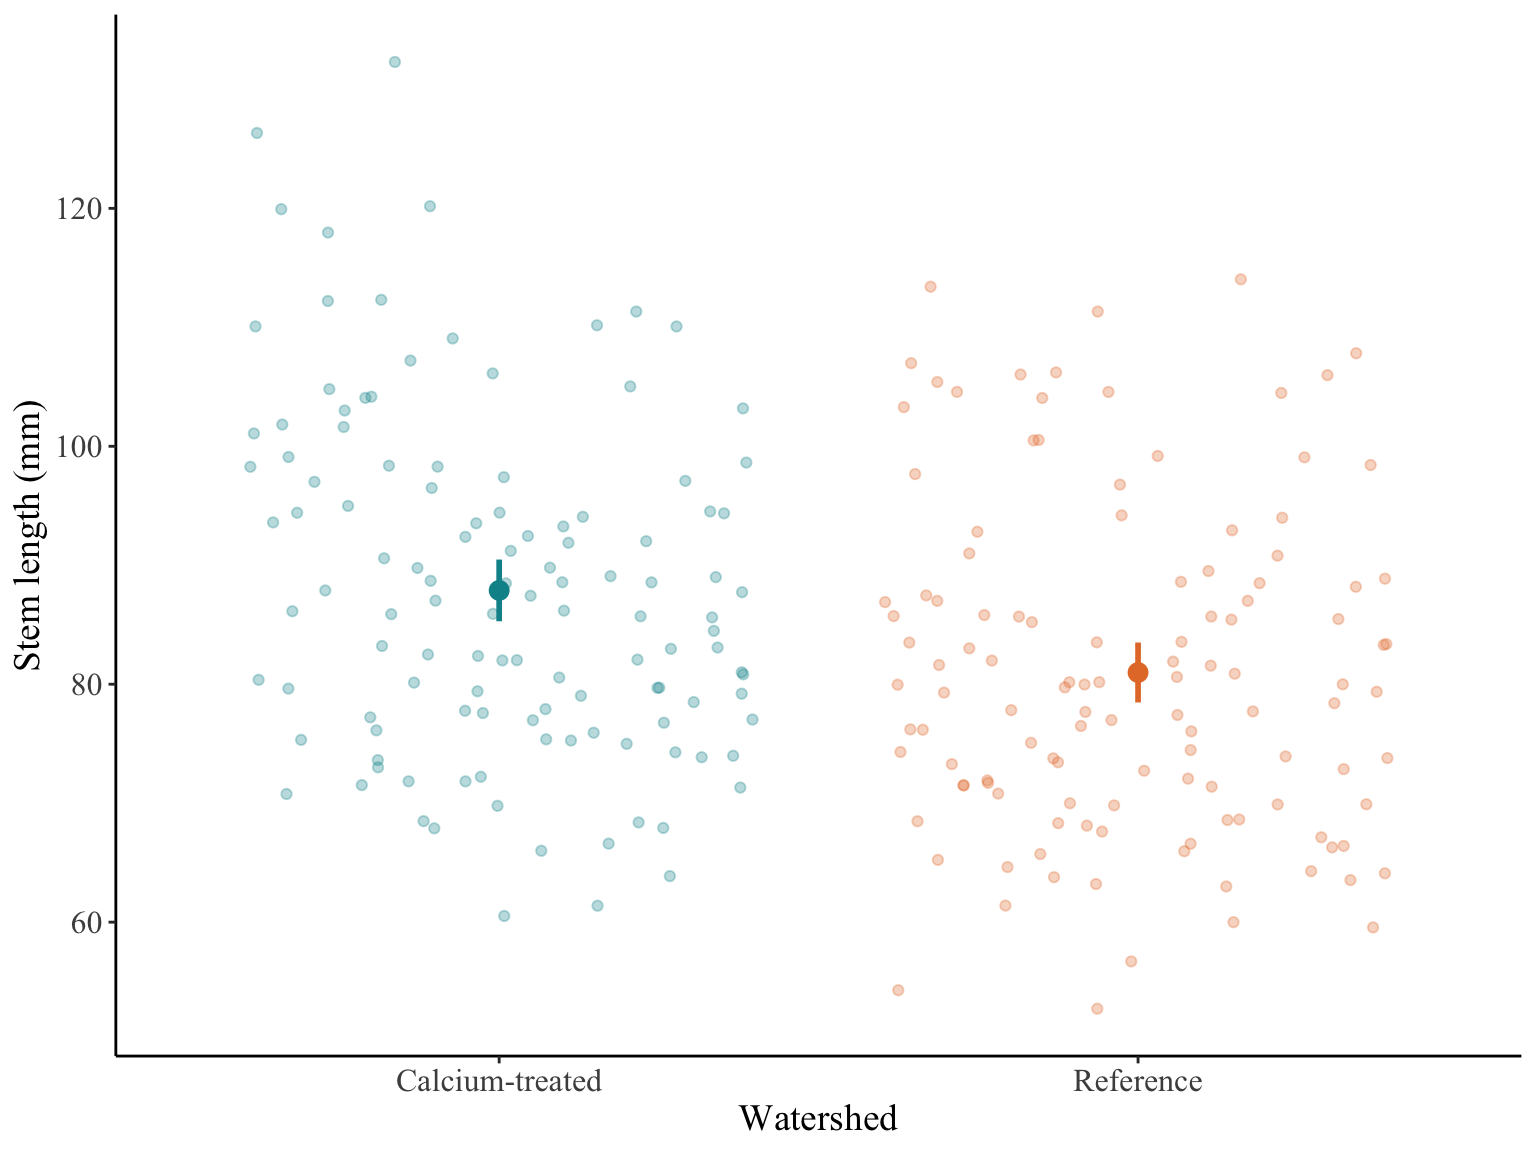 Stem length (mm)
120
100
80
60
Calcium-treated
Reference
Watershed